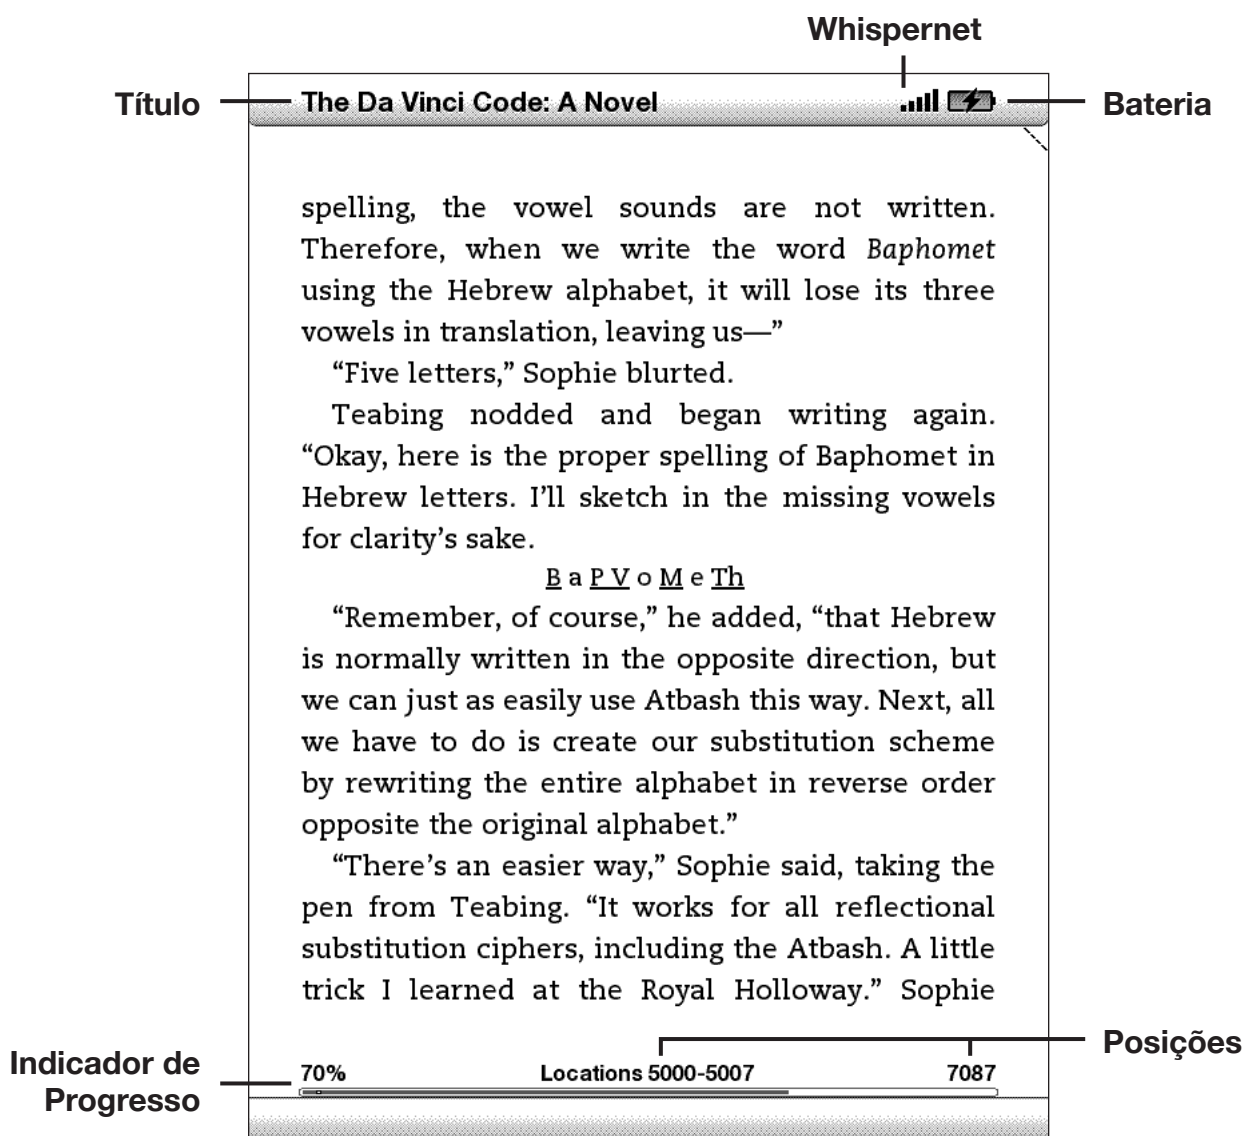 Whispernet
Título
The Da Vinci Code: A Novel
Bateria
spelling, the vowel sounds are not written.
Therefore, when we write the word Baphomet
using the Hebrew alphabet, it will lose its three
vowels in translation, leaving us—”
“Five letters,” Sophie blurted.
Teabing nodded and began writing again.
“Okay, here is the proper spelling of Baphomet in
Hebrew letters. I’ll sketch in the missing vowels
for clarity’s sake.
B a P V o M e Th
“Remember, of course,” he added, “that Hebrew
is normally written in the opposite direction, but
we can just as easily use Atbash this way. Next, all
we have to do is create our substitution scheme
by rewriting the entire alphabet in reverse order
opposite the original alphabet.”
“There’s an easier way,” Sophie said, taking the
pen from Teabing. “It works for all reflectional
substitution ciphers, including the Atbash. A little
trick I learned at the Royal Holloway.” Sophie
Posições
Indicador de
Progresso
70% Locations 5000-5007 7087